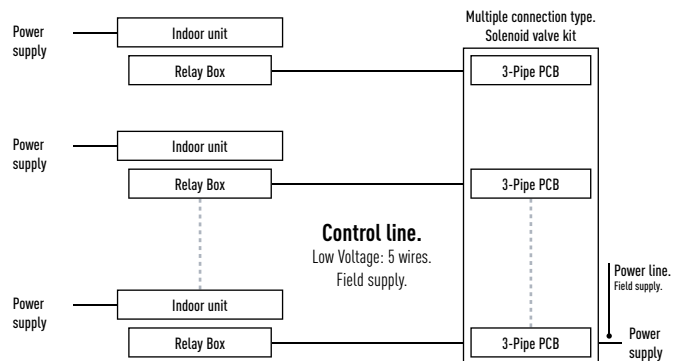 Multiple connection type.
Solenoid valve kit
Power
supply
Indoor unit
Relay Box
3-Pipe PCB
Power
supply
Indoor unit
Relay Box
3-Pipe PCB
Control line.
Low Voltage: 5 wires.
Field supply.
Power line.
Field supply.
Power
supply
Indoor unit
Relay Box
3-Pipe PCB
Power
supply